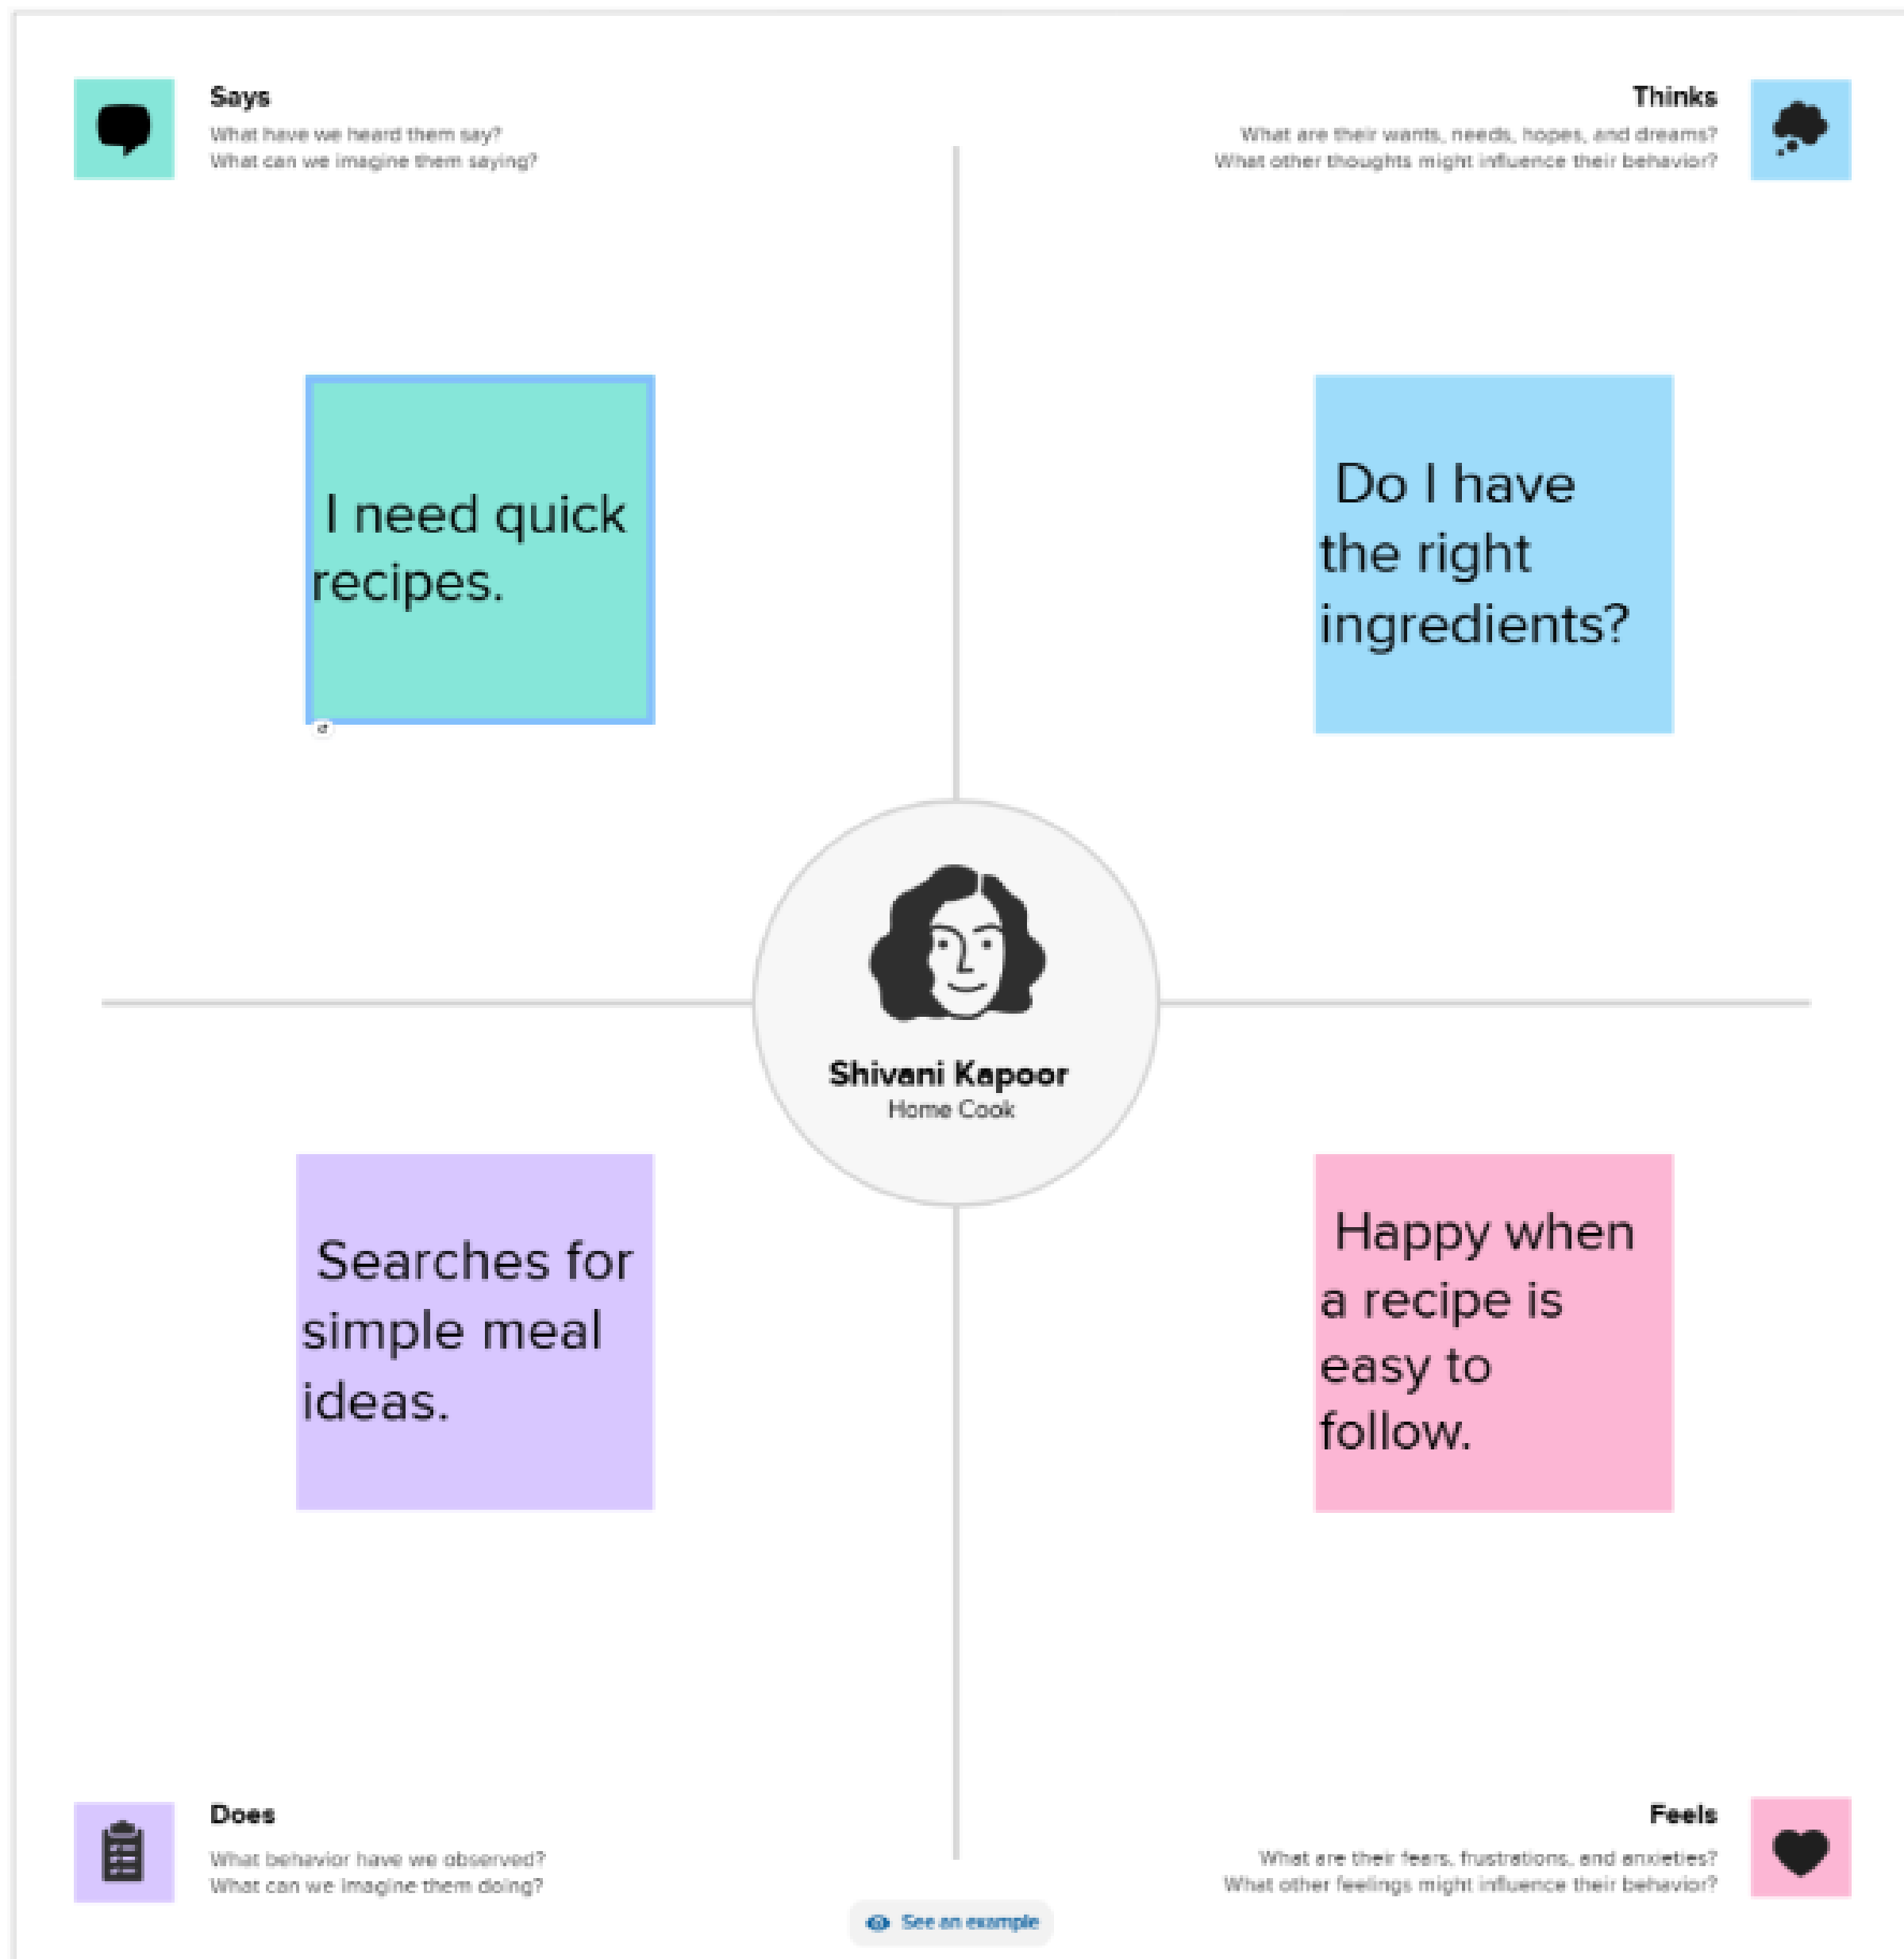 Says
What have we heard them say?
What can we imagine them saying?
Thinks
What are their wants, needs, hopes, and dreams?
What other thoughts might influence their behavior?
I need quick
recipes.
Do I have
the right
ingredients?
Shivani Kapoor
Home Cook
Searches for
simple meal
ideas.
Happy when
a recipe is
easy to
follow.
Does
What behavior have we observed?
What can we imagine them doing?
Feels
What are their fears, frustrations, and anxieties?
What other feelings might influence their behavior?
See an example